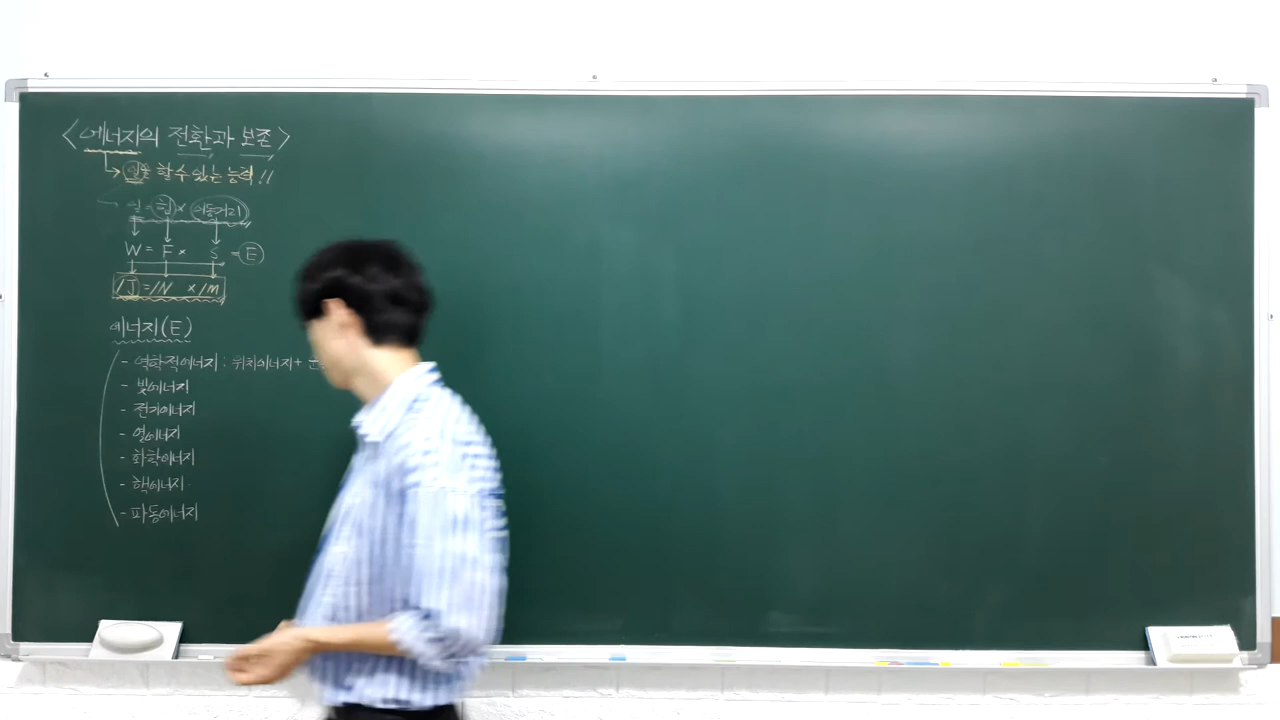 <에너지의 전환과 보존>
일을 할 수 있는 능력!!
일 = 힘 × 이동거리
W = F × S = E
1J = 1N × 1m
에너지(E)
- 역학적에너지 : 위치에너지 +
- 빛에너지
- 전기에너지
- 열에너지
- 화학에너지
- 핵에너지
- 파동에너지